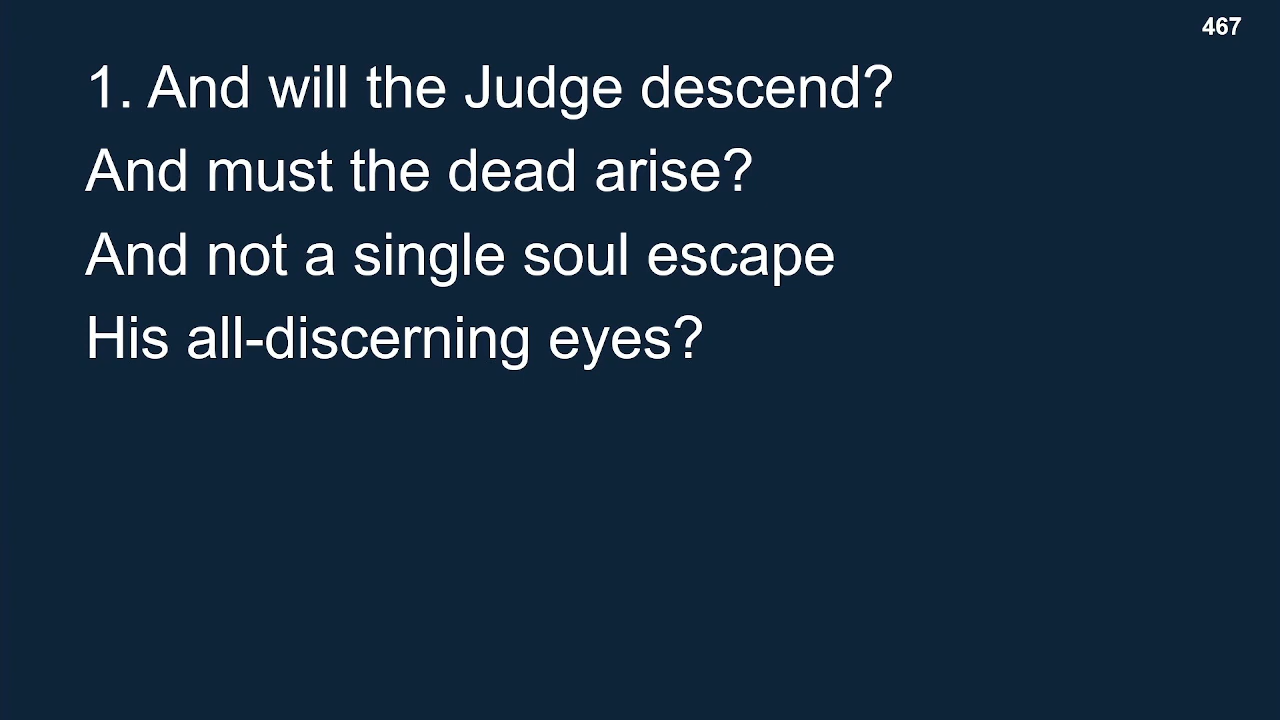 467
1. And will the Judge descend?
And must the dead arise?
And not a single soul escape
His all-discerning eyes?